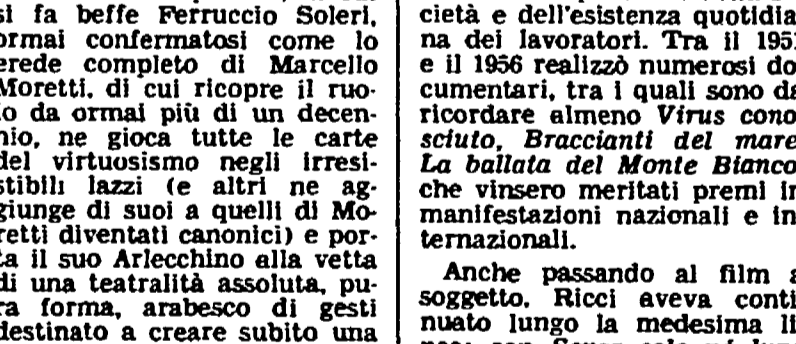 si fa beffe Ferruccio Soleri,
ormai confermatosi come lo
erede completo di Marcello
Moretti, di cui ricopre il ruo-
lo da ormai più di un decen-
nio, ne gioca tutte le carte
del virtuosismo negli irresi-
stibili lazzi (e altri ne ag-
giunge di suoi a quelli di Mo-
retti diventati canonici) e por-
ta il suo Arlecchino alla vetta
di una teatralità assoluta, pu-
ra forma, arabesco di gesti
destinato a creare subito una
cietà e dell'esistenza quotidia
na dei lavoratori. Tra il 195
e il 1956 realizzò numerosi do
cumentari, tra i quali sono da
ricordare almeno Virus cono
sciuto, Braccianti del mare
La ballata del Monte Bianco
che vinsero meritati premi in
manifestazioni nazionali e in
ternazionali.
Anche passando al film a
soggetto, Ricci aveva conti
nuato lungo la medesima li